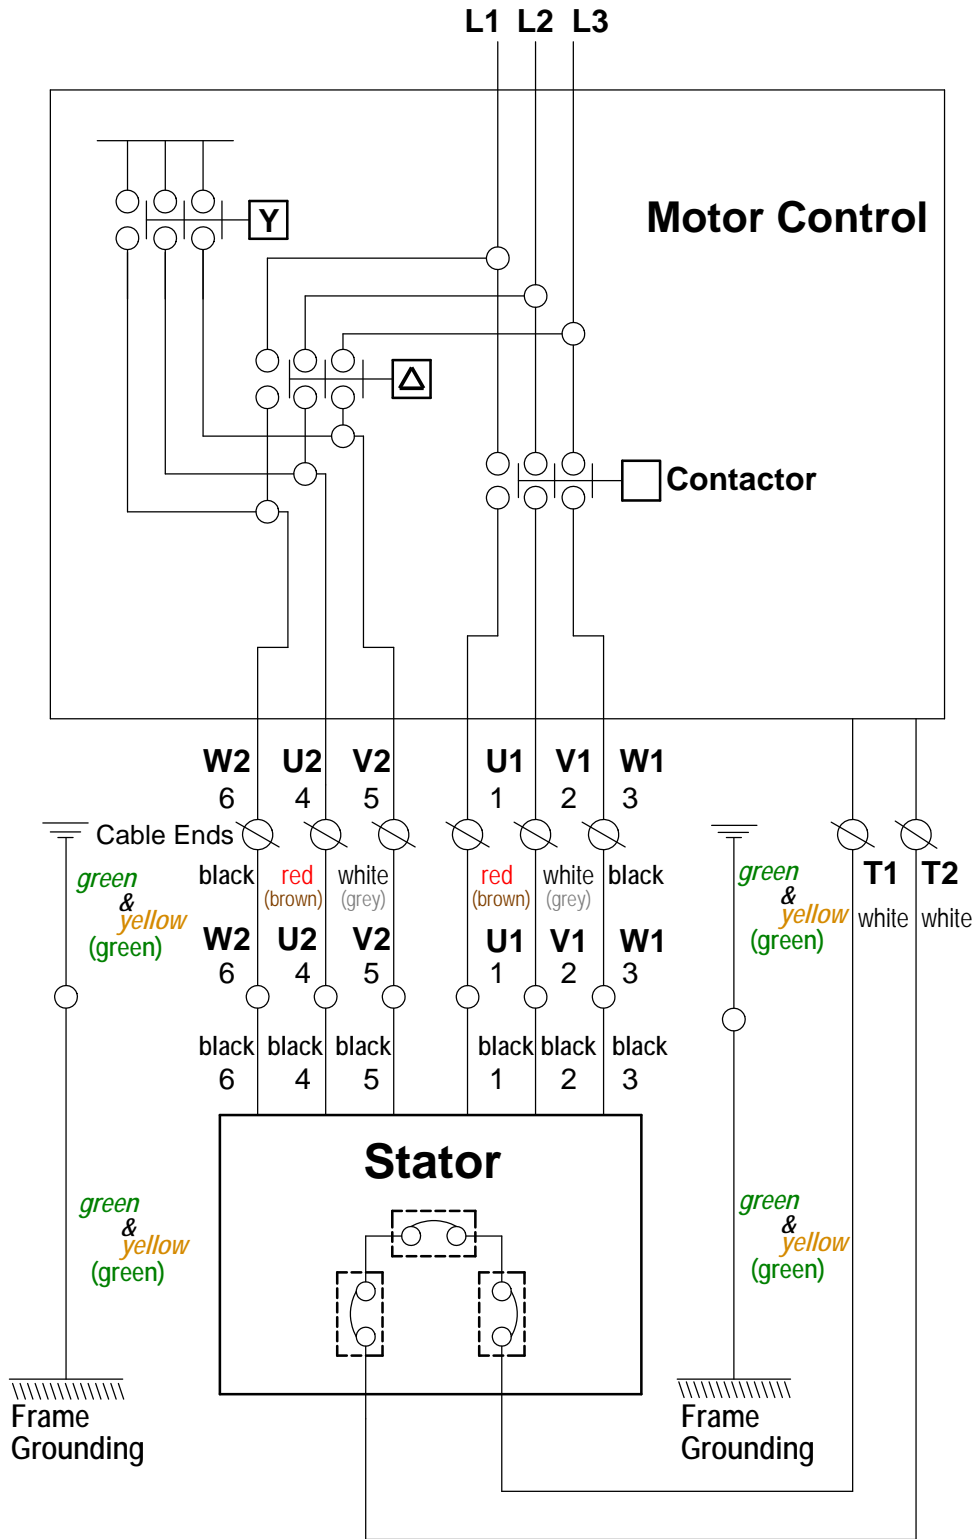 L1 L2 L3
Motor Control
Y
Δ
Contactor
W2 U2 V2 U1 V1 W1
6 4 5 1 2 3
Cable Ends
black red white red white black
(brown) (grey) (brown) (grey)
green
&
yellow
(green)
green
&
yellow
(green)
T1 T2
white white
W2 U2 V2 U1 V1 W1
6 4 5 1 2 3
black black black black black black
6 4 5 1 2 3
Stator
green
&
yellow
(green)
green
&
yellow
(green)
Frame
Grounding
Frame
Grounding